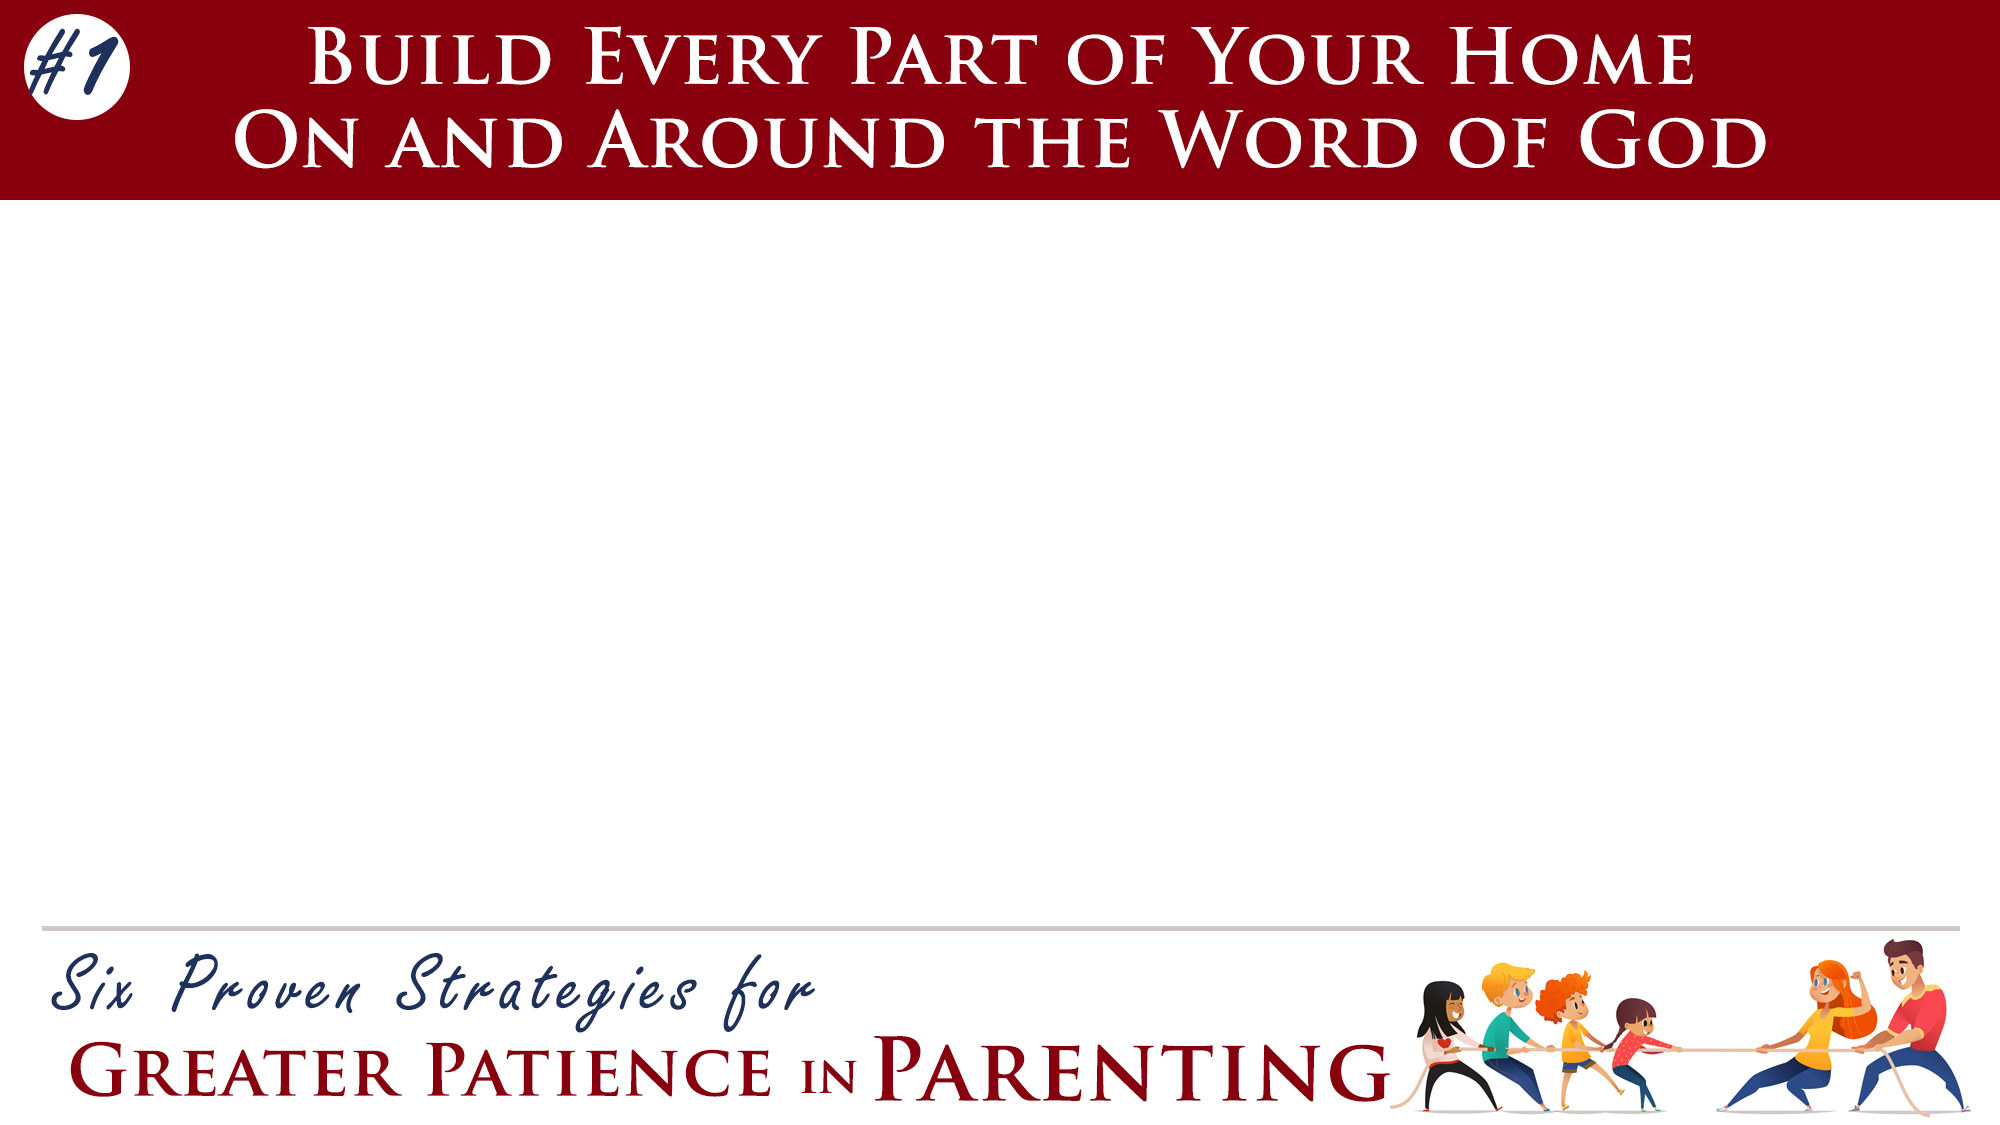 #1
Build Every Part of Your Home
On and Around the Word of God
Six Proven Strategies for
Greater Patience in Parenting